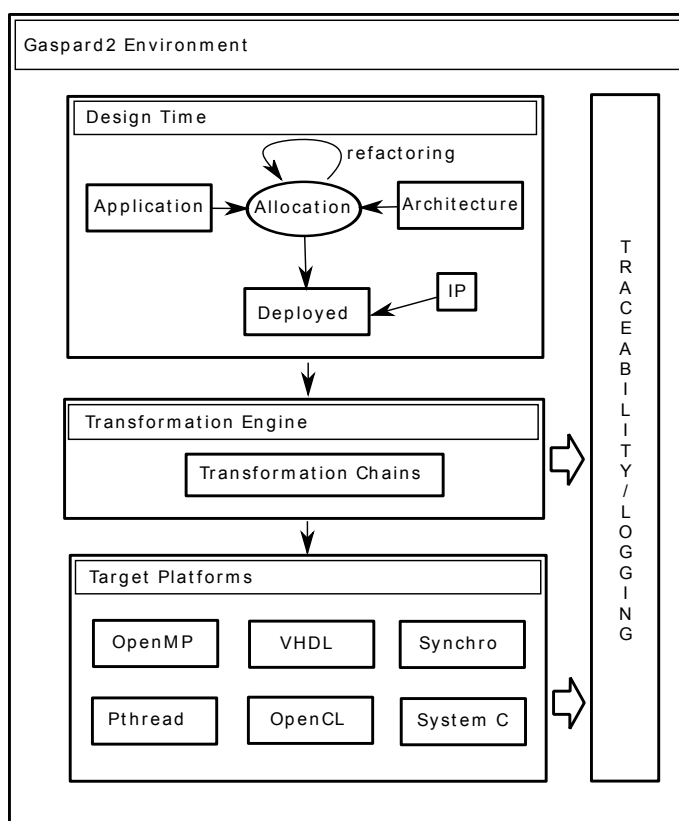 Gaspard2 Environment
Design Time
refactoring
Application
Allocation
Architecture
IP
Deployed
Transformation Engine
Transformation Chains
Target Platforms
OpenMP
VHDL
Synchro
Pthread
OpenCL
System C
TRACEABILITY/LOGGING